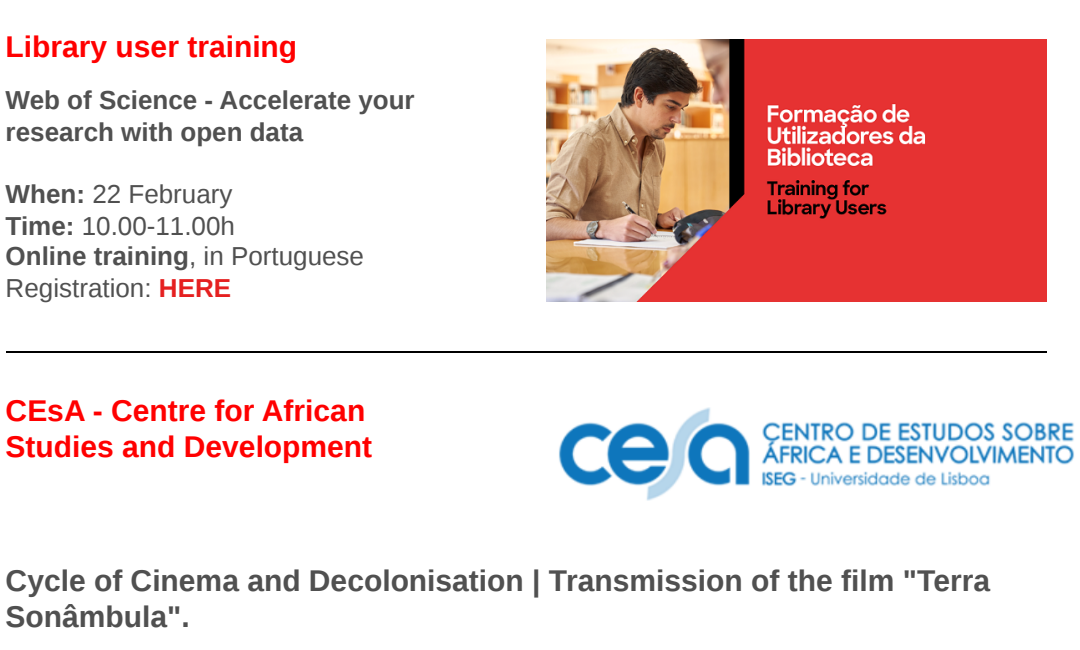 Library user training
Web of Science - Accelerate your
research with open data
When: 22 February
Time: 10.00-11.00h
Online training, in Portuguese
Registration: HERE
Formação de
Utilizadores da
Biblioteca
Training for
Library Users
CEsA - Centre for African
Studies and Development
cesa
CENTRO DE ESTUDOS SOBRE
ÁFRICA E DESENVOLVIMENTO
ISEG - Universidade de Lisboa
Cycle of Cinema and Decolonisation | Transmission of the film "Terra
Sonâmbula".